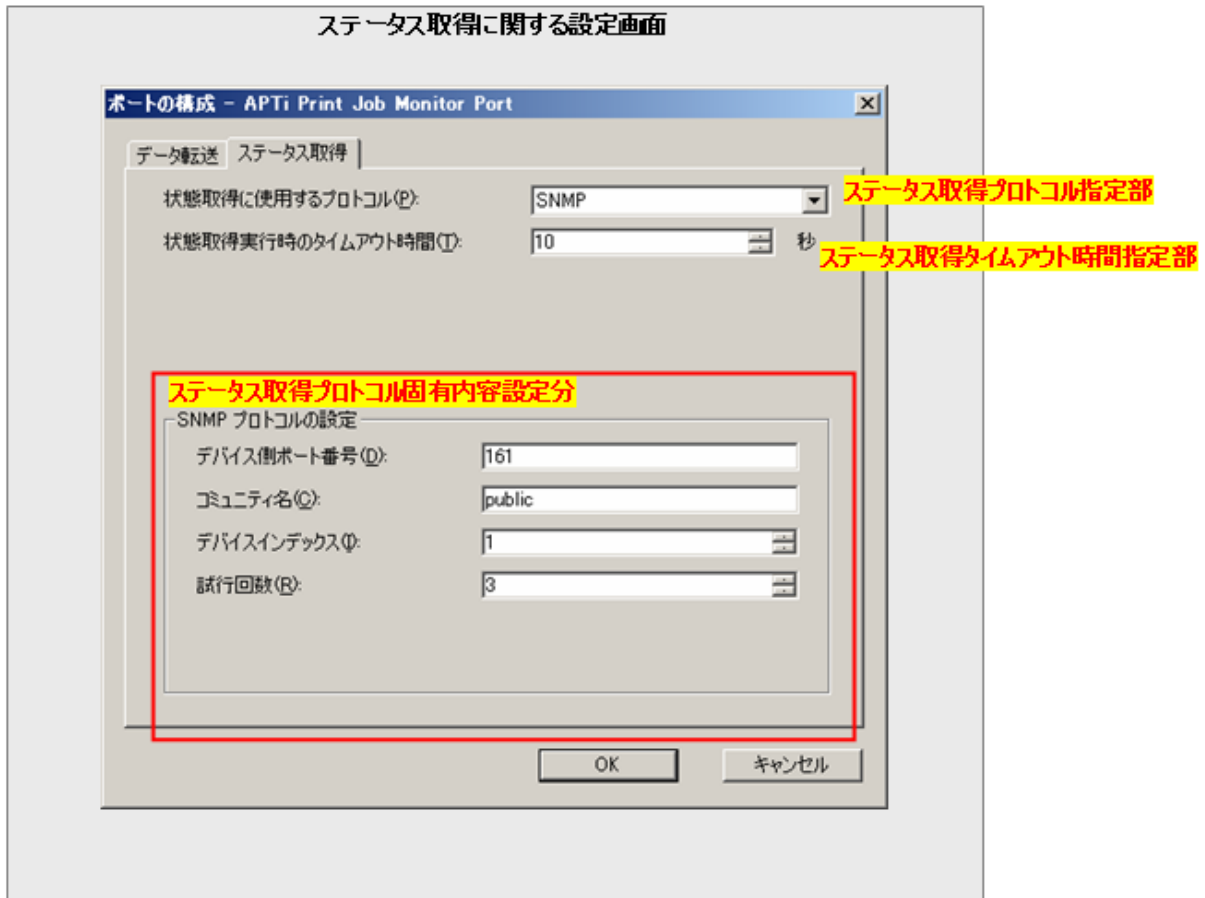 ステータス取得に関する設定画面
ポートの構成 - APTi Print Job Monitor Port
データ転送 ステータス取得
状態取得に使用するプロトコル(P): SNMP ステータス取得プロトコル指定部
状態取得実行時のタイムアウト時間(T): 10 秒 ステータス取得タイムアウト時間指定部
ステータス取得プロトコル固有内容設定分
SNMP プロトコルの設定
デバイス側ポート番号(D): 161
コミュニティ名(C): public
デバイスインデックス(I): 1
試行回数(R): 3
OK キャンセル